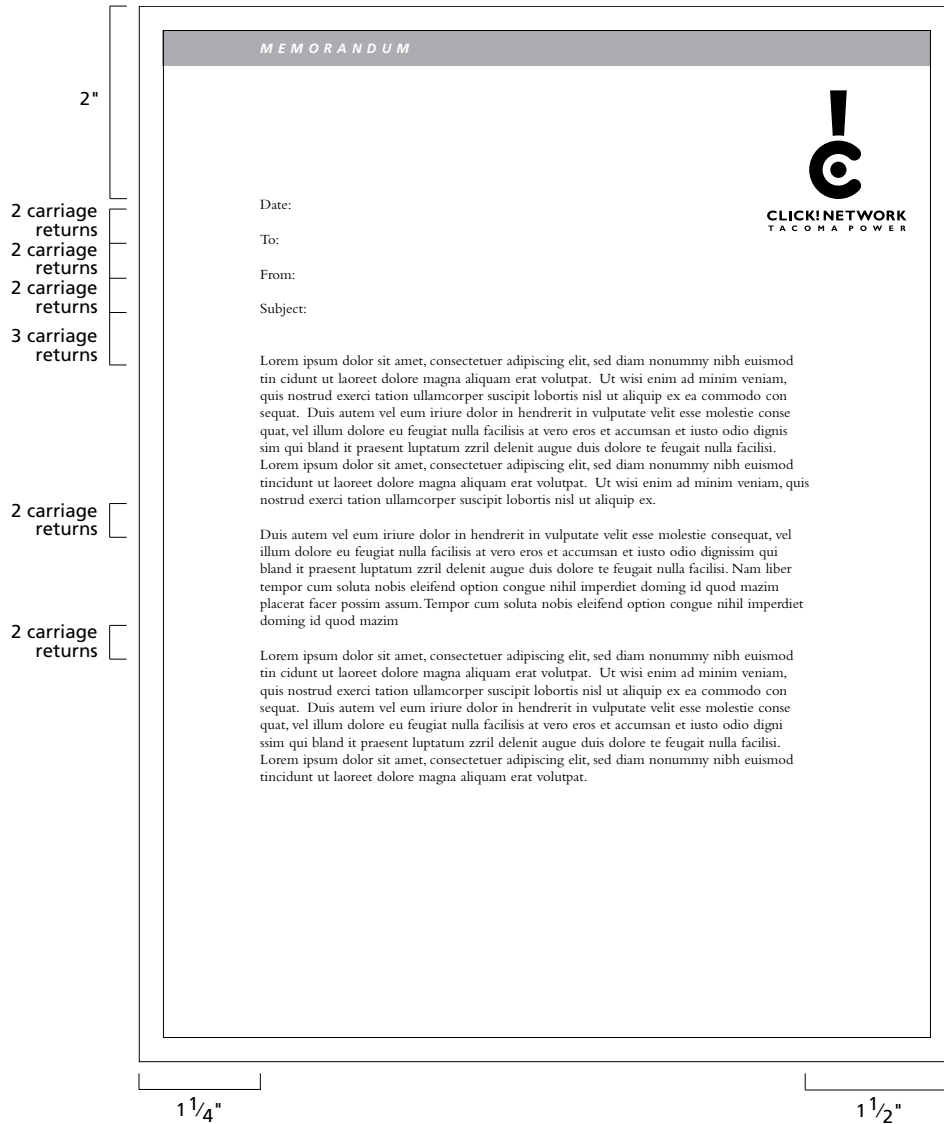 MEMORANDUM
2"
CLICK!NETWORK
TACOMA POWER
2 carriage
returns
2 carriage
returns
2 carriage
returns
3 carriage
returns
Date:
To:
From:
Subject:
Lorem ipsum dolor sit amet, consectetuer adipiscing elit, sed diam nonummy nibh euismod
tin cidunt ut laoreet dolore magna aliquam erat volutpat.  Ut wisi enim ad minim veniam,
quis nostrud exerci tation ullamcorper suscipit lobortis nisl ut aliquip ex ea commodo con
sequat.  Duis autem vel eum iriure dolor in hendrerit in vulputate velit esse molestie conse
quat, vel illum dolore eu feugiat nulla facilisis at vero eros et accumsan et iusto odio dignis
sim qui bland it praesent luptatum zzril delenit augue duis dolore te feugait nulla facilisi.
Lorem ipsum dolor sit amet, consectetuer adipiscing elit, sed diam nonummy nibh euismod
tincidunt ut laoreet dolore magna aliquam erat volutpat.  Ut wisi enim ad minim veniam, quis
nostrud exerci tation ullamcorper suscipit lobortis nisl ut aliquip ex.
2 carriage
returns
Duis autem vel eum iriure dolor in hendrerit in vulputate velit esse molestie consequat, vel
illum dolore eu feugiat nulla facilisis at vero eros et accumsan et iusto odio dignissim qui
bland it praesent luptatum zzril delenit augue duis dolore te feugait nulla facilisi. Nam liber
tempor cum soluta nobis eleifend option congue nihil imperdiet doming id quod mazim
placerat facer possim assum. Tempor cum soluta nobis eleifend option congue nihil imperdiet
doming id quod mazim
2 carriage
returns
Lorem ipsum dolor sit amet, consectetuer adipiscing elit, sed diam nonummy nibh euismod
tin cidunt ut laoreet dolore magna aliquam erat volutpat.  Ut wisi enim ad minim veniam,
quis nostrud exerci tation ullamcorper suscipit lobortis nisl ut aliquip ex ea commodo con
sequat.  Duis autem vel eum iriure dolor in hendrerit in vulputate velit esse molestie conse
quat, vel illum dolore eu feugiat nulla facilisis at vero eros et accumsan et iusto odio digni
ssim qui bland it praesent luptatum zzril delenit augue duis dolore te feugait nulla facilisi.
Lorem ipsum dolor sit amet, consectetuer adipiscing elit, sed diam nonummy nibh euismod
tincidunt ut laoreet dolore magna aliquam erat volutpat.
1 1/4"
1 1/2"